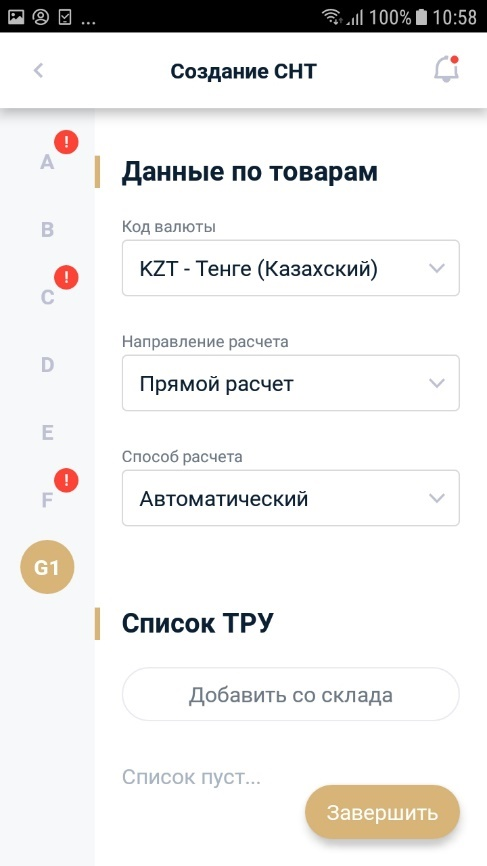 ... 100% 10:58
Создание СНТ
A !
B
C !
D
E
F !
G1
Данные по товарам
Код валюты
KZT - Тенге (Казахский)
Направление расчета
Прямой расчет
Способ расчета
Автоматический
Список ТРУ
Добавить со склада
Список пуст...
Завершить